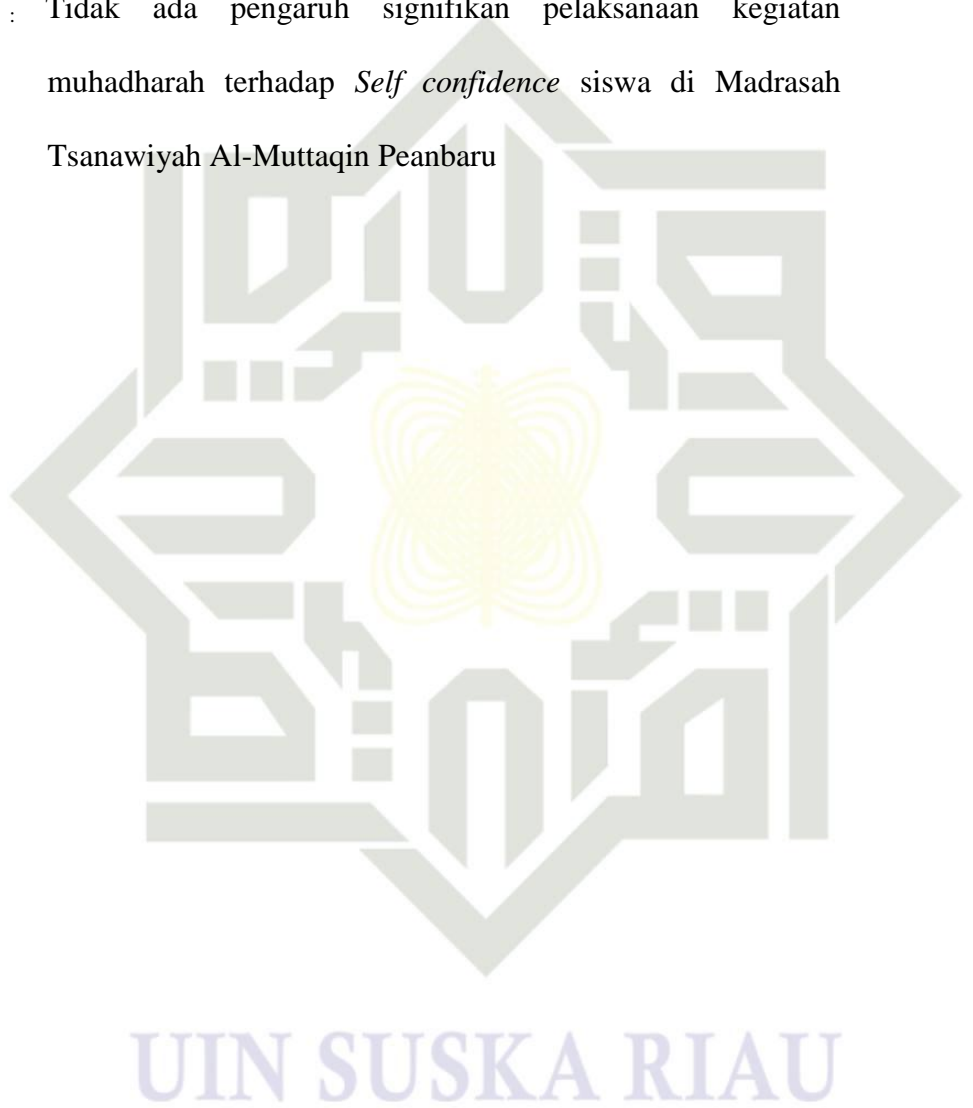 : Tidak ada pengaruh signifikan pelaksanaan kegiatan
muhadharah terhadap Self confidence siswa di Madrasah
Tsanawiyah Al-Muttaqin Peanbaru
UIN SUSKA RIAU